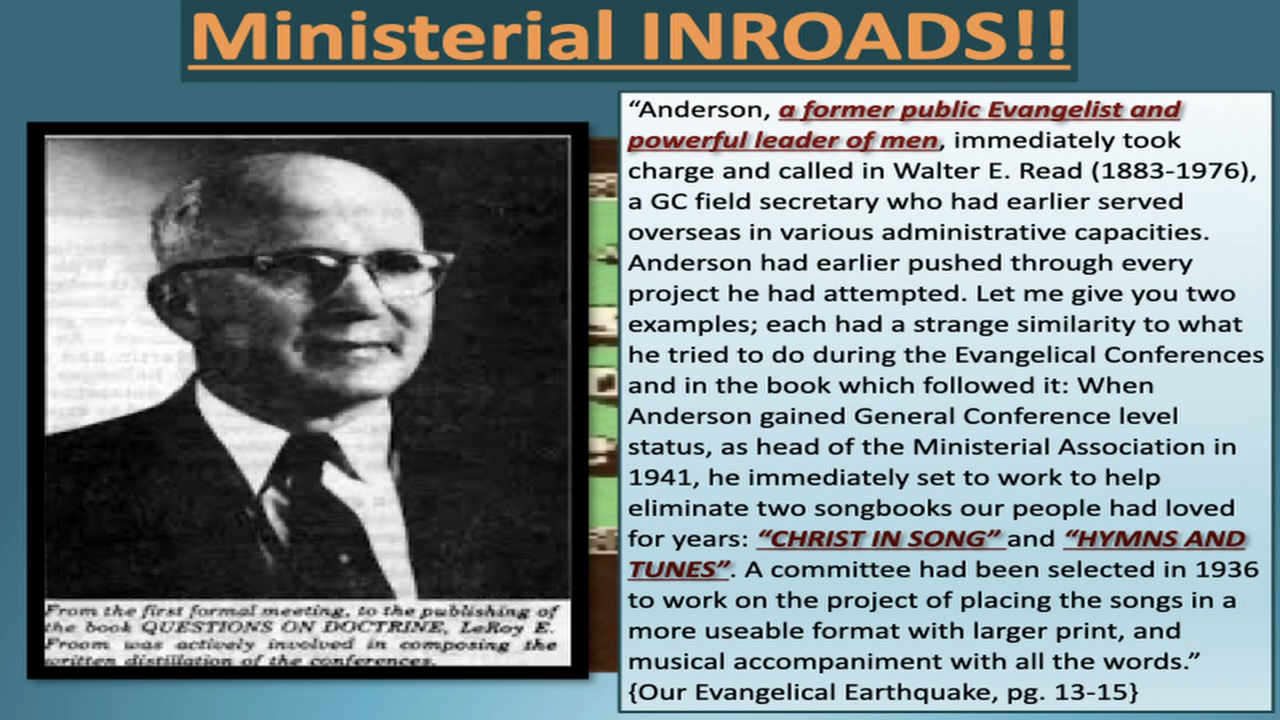 Ministerial INROADS!!
“Anderson, a former public Evangelist and
powerful leader of men, immediately took
charge and called in Walter E. Read (1883-1976),
a GC field secretary who had earlier served
overseas in various administrative capacities.
Anderson had earlier pushed through every
project he had attempted. Let me give you two
examples; each had a strange similarity to what
he tried to do during the Evangelical Conferences
and in the book which followed it: When
Anderson gained General Conference level
status, as head of the Ministerial Association in
1941, he immediately set to work to help
eliminate two songbooks our people had loved
for years: “CHRIST IN SONG” and “HYMNS AND
TUNES”. A committee had been selected in 1936
to work on the project of placing the songs in a
more useable format with larger print, and
musical accompaniment with all the words.”
{Our Evangelical Earthquake, pg. 13-15}
From the first formal meeting, to the publishing of
the book QUESTIONS ON DOCTRINE, LeRoy E.
Froom was actively involved in composing the
written distillation of the conferences.